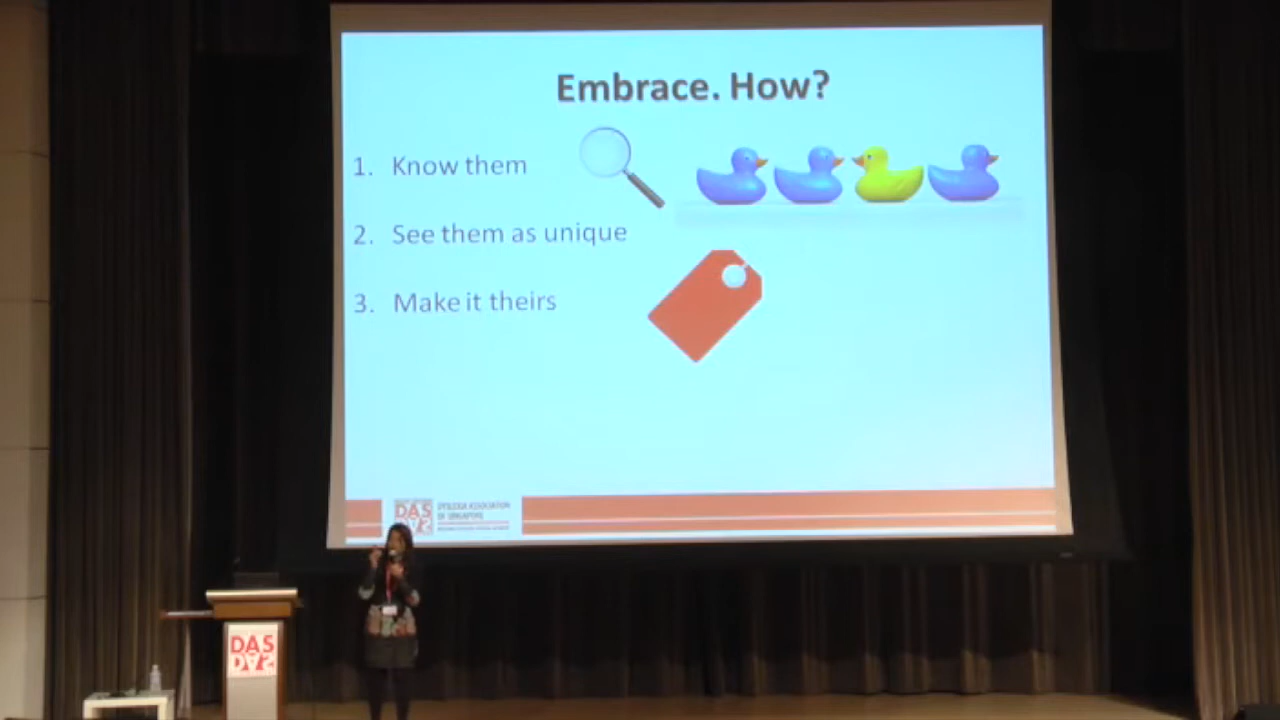 Embrace. How?
1. Know them
2. See them as unique
3. Make it theirs
DAS
DYSLEXIA ASSOCIATION
OF SINGAPORE
DAS
DAS